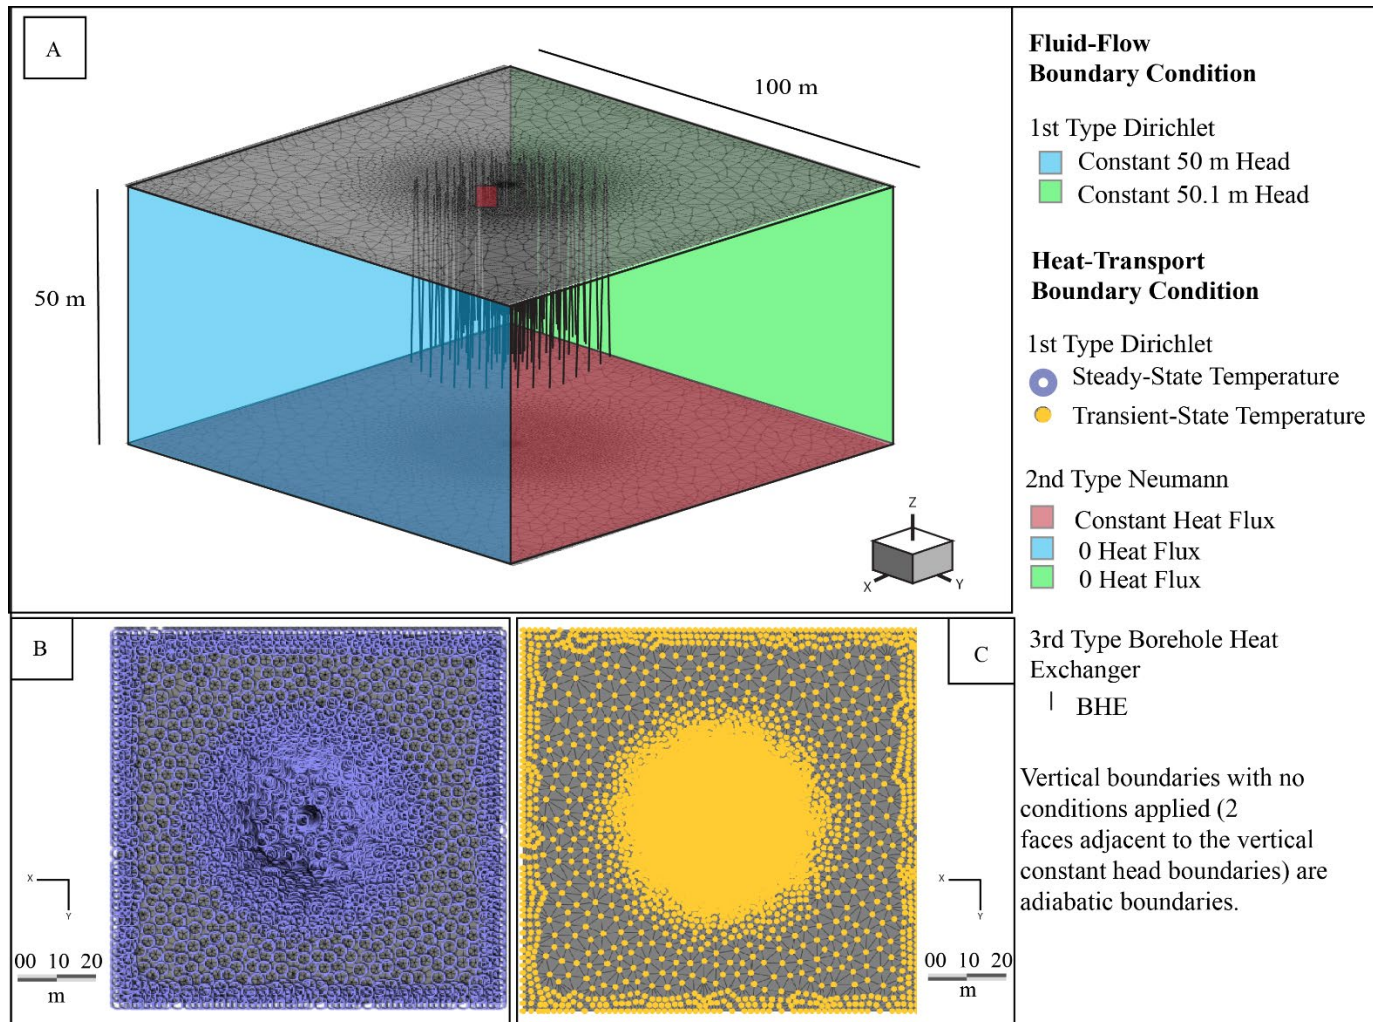 A
100 m
50 m
Z
X
Y
B
X
Y
00 10 20
m
C
X
Y
00 10 20
m
Fluid-Flow
Boundary Condition
1st Type Dirichlet
Constant 50 m Head
Constant 50.1 m Head
Heat-Transport
Boundary Condition
1st Type Dirichlet
Steady-State Temperature
Transient-State Temperature
2nd Type Neumann
Constant Heat Flux
0 Heat Flux
0 Heat Flux
3rd Type Borehole Heat
Exchanger
BHE
Vertical boundaries with no
conditions applied (2
faces adjacent to the vertical
constant head boundaries) are
adiabatic boundaries.